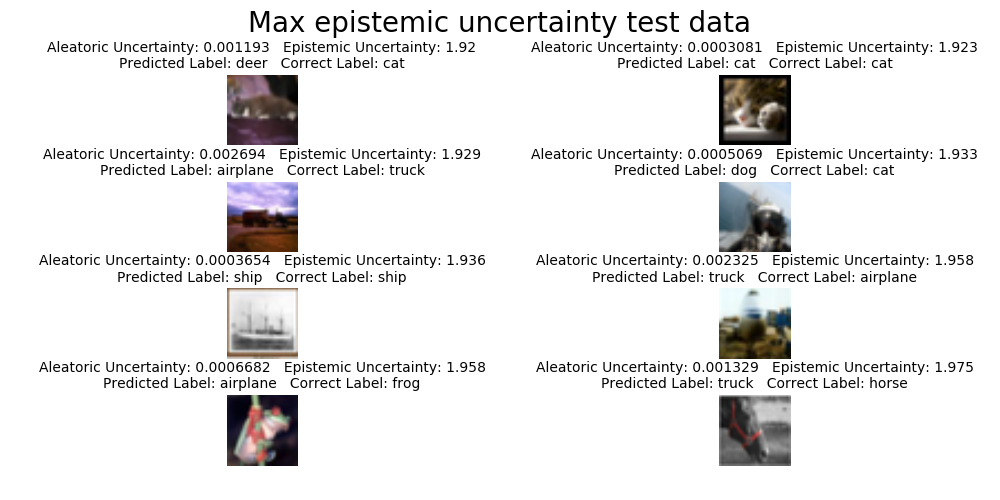 Max epistemic uncertainty test data
Aleatoric Uncertainty: 0.001193   Epistemic Uncertainty: 1.92
Predicted Label: deer   Correct Label: cat
Aleatoric Uncertainty: 0.0003081   Epistemic Uncertainty: 1.923
Predicted Label: cat   Correct Label: cat
Aleatoric Uncertainty: 0.002694   Epistemic Uncertainty: 1.929
Predicted Label: airplane   Correct Label: truck
Aleatoric Uncertainty: 0.0005069   Epistemic Uncertainty: 1.933
Predicted Label: dog   Correct Label: cat
Aleatoric Uncertainty: 0.0003654   Epistemic Uncertainty: 1.936
Predicted Label: ship   Correct Label: ship
Aleatoric Uncertainty: 0.002325   Epistemic Uncertainty: 1.958
Predicted Label: truck   Correct Label: airplane
Aleatoric Uncertainty: 0.0006682   Epistemic Uncertainty: 1.958
Predicted Label: airplane   Correct Label: frog
Aleatoric Uncertainty: 0.001329   Epistemic Uncertainty: 1.975
Predicted Label: truck   Correct Label: horse